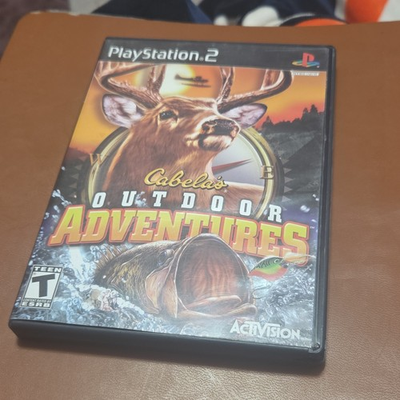 PlayStation®2
Cabela's
OUTDOOR
ADVENTURES
TEEN
T
ESRB
ACTIVISION